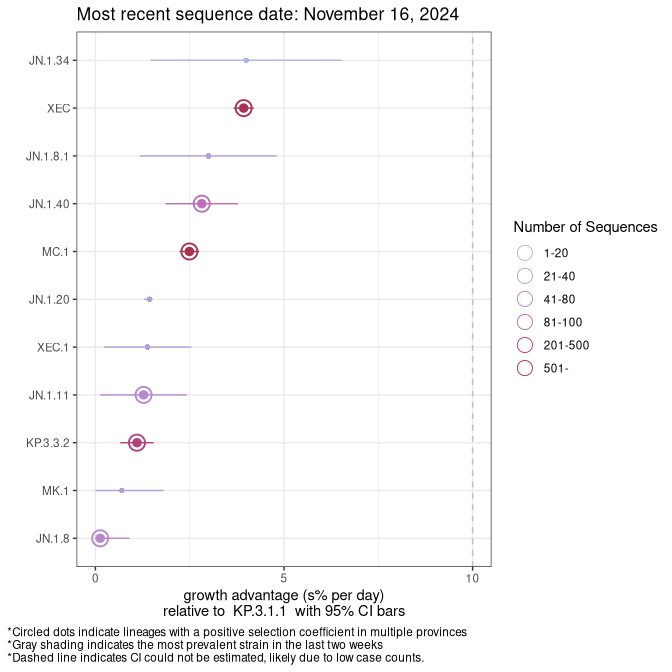 Most recent sequence date: November 16, 2024
JN.1.34
XEC
JN.1.8.1
JN.1.40
MC.1
JN.1.20
XEC.1
JN.1.11
KP.3.3.2
MK.1
JN.1.8
0 5 10
growth advantage (s% per day)
relative to KP.3.1.1 with 95% CI bars
Number of Sequences
1-20
21-40
41-80
81-100
201-500
501-
*Circled dots indicate lineages with a positive selection coefficient in multiple provinces
*Gray shading indicates the most prevalent strain in the last two weeks
*Dashed line indicates CI could not be estimated, likely due to low case counts.